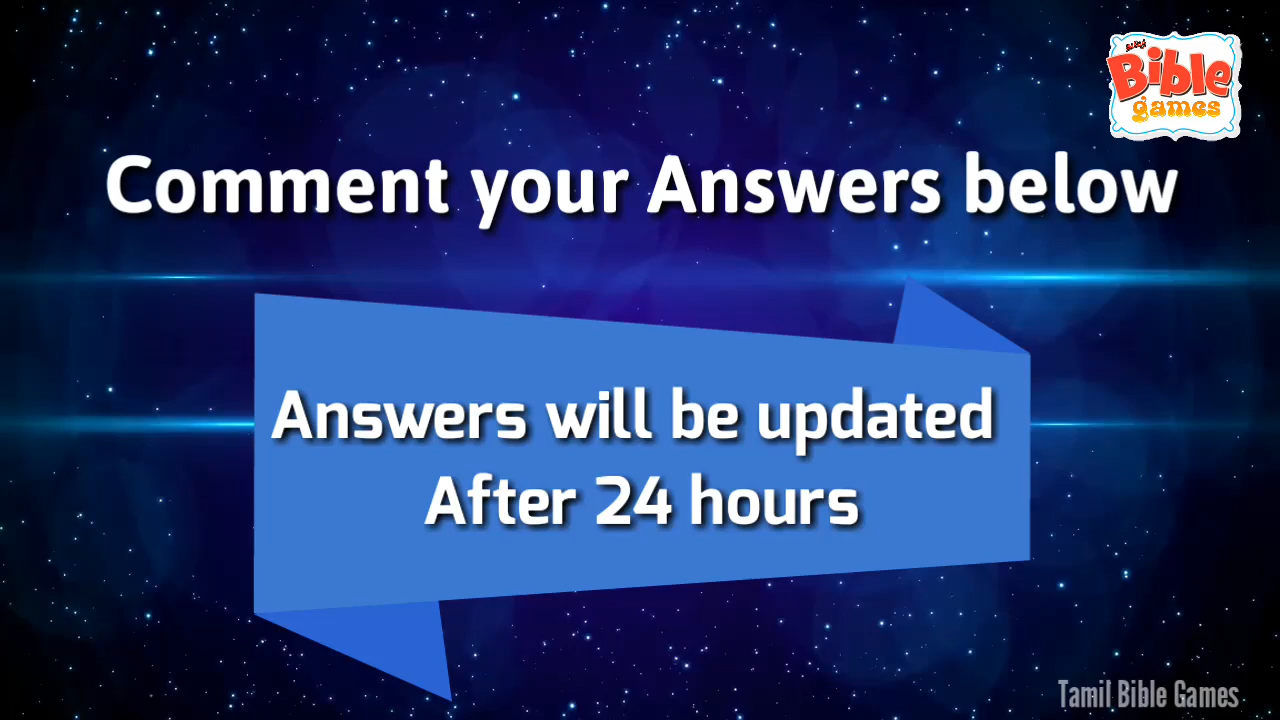 Bible
games
Comment your Answers below
Answers will be updated
After 24 hours
Tamil Bible Games